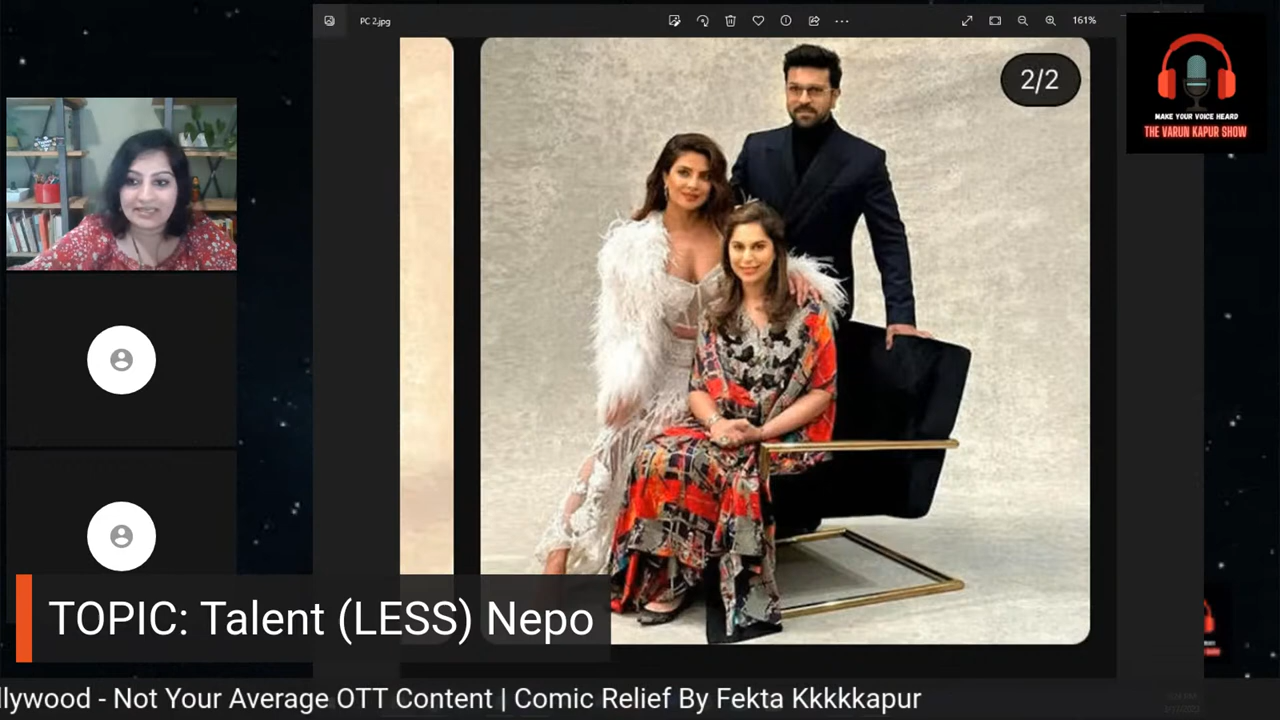 PC 2.jpg
161%
2/2
MAKE YOUR VOICE HEARD
THE VARUN KAPUR SHOW
TOPIC: Talent (LESS) Nepo
llywood - Not Your Average OTT Content | Comic Relief By Fekta Kkkkkapur